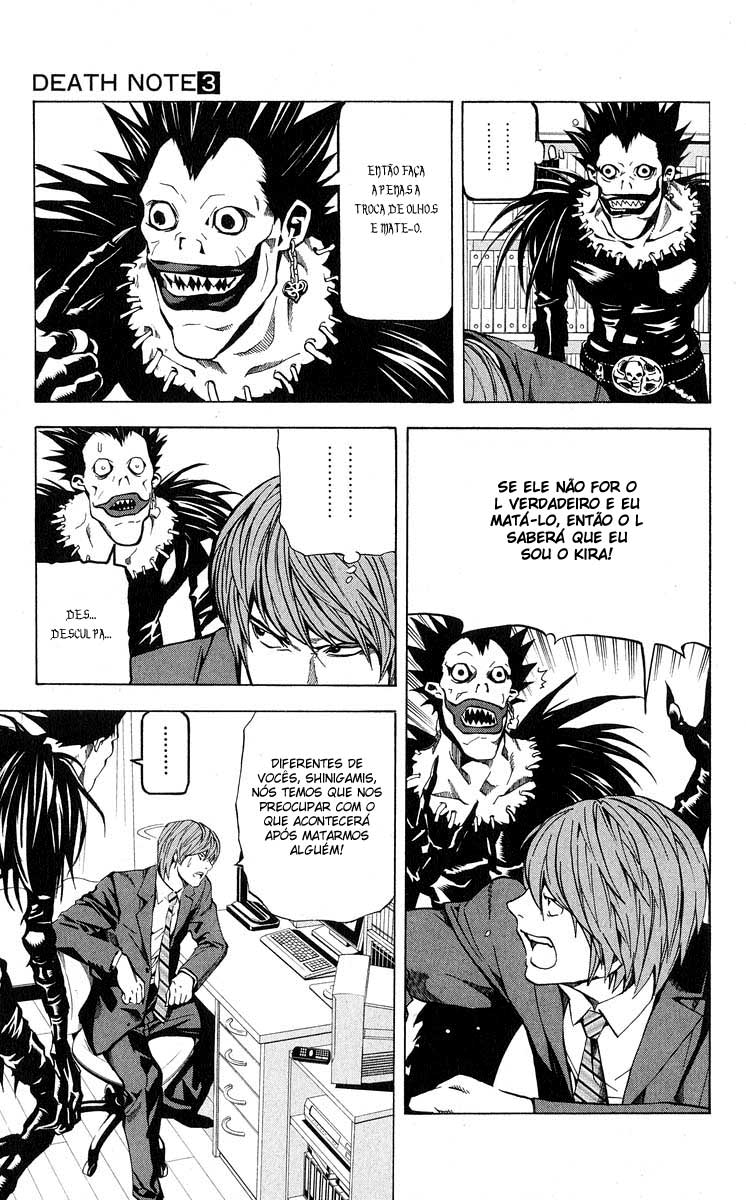 DEATH NOTE 3
.......
ENTÃO FAÇA
APENAS A
TROCA DE OLHOS
E MATE-O.
SE ELE NÃO FOR O
L VERDADEIRO E EU
MATÁ-LO, ENTÃO O L
SABERÁ QUE EU
SOU O KIRA!
.......
DES...
DESCULPA...
DIFERENTES DE
VOCÊS, SHINIGAMIS,
NÓS TEMOS QUE NOS
PREOCUPAR COM O
QUE ACONTECERÁ
APÓS MATARMOS
ALGUÉM!
.......